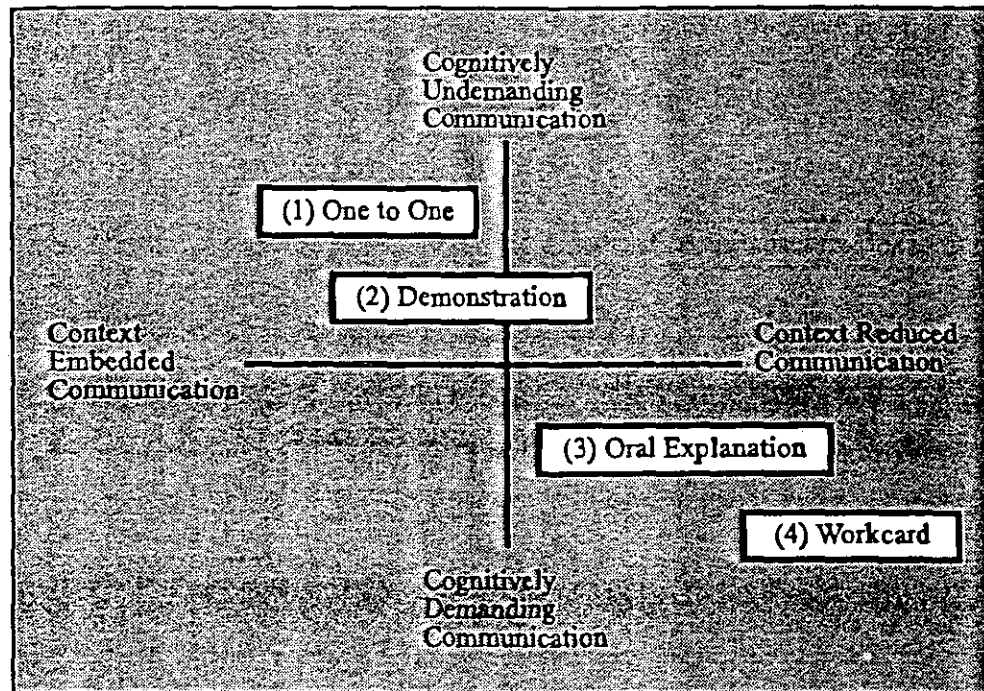 Cognitively
Undemanding
Communication
(1) One to One
(2) Demonstration
Context
Embedded
Communication
Context Reduced
Communication
(3) Oral Explanation
(4) Workcard
Cognitively
Demanding
Communication